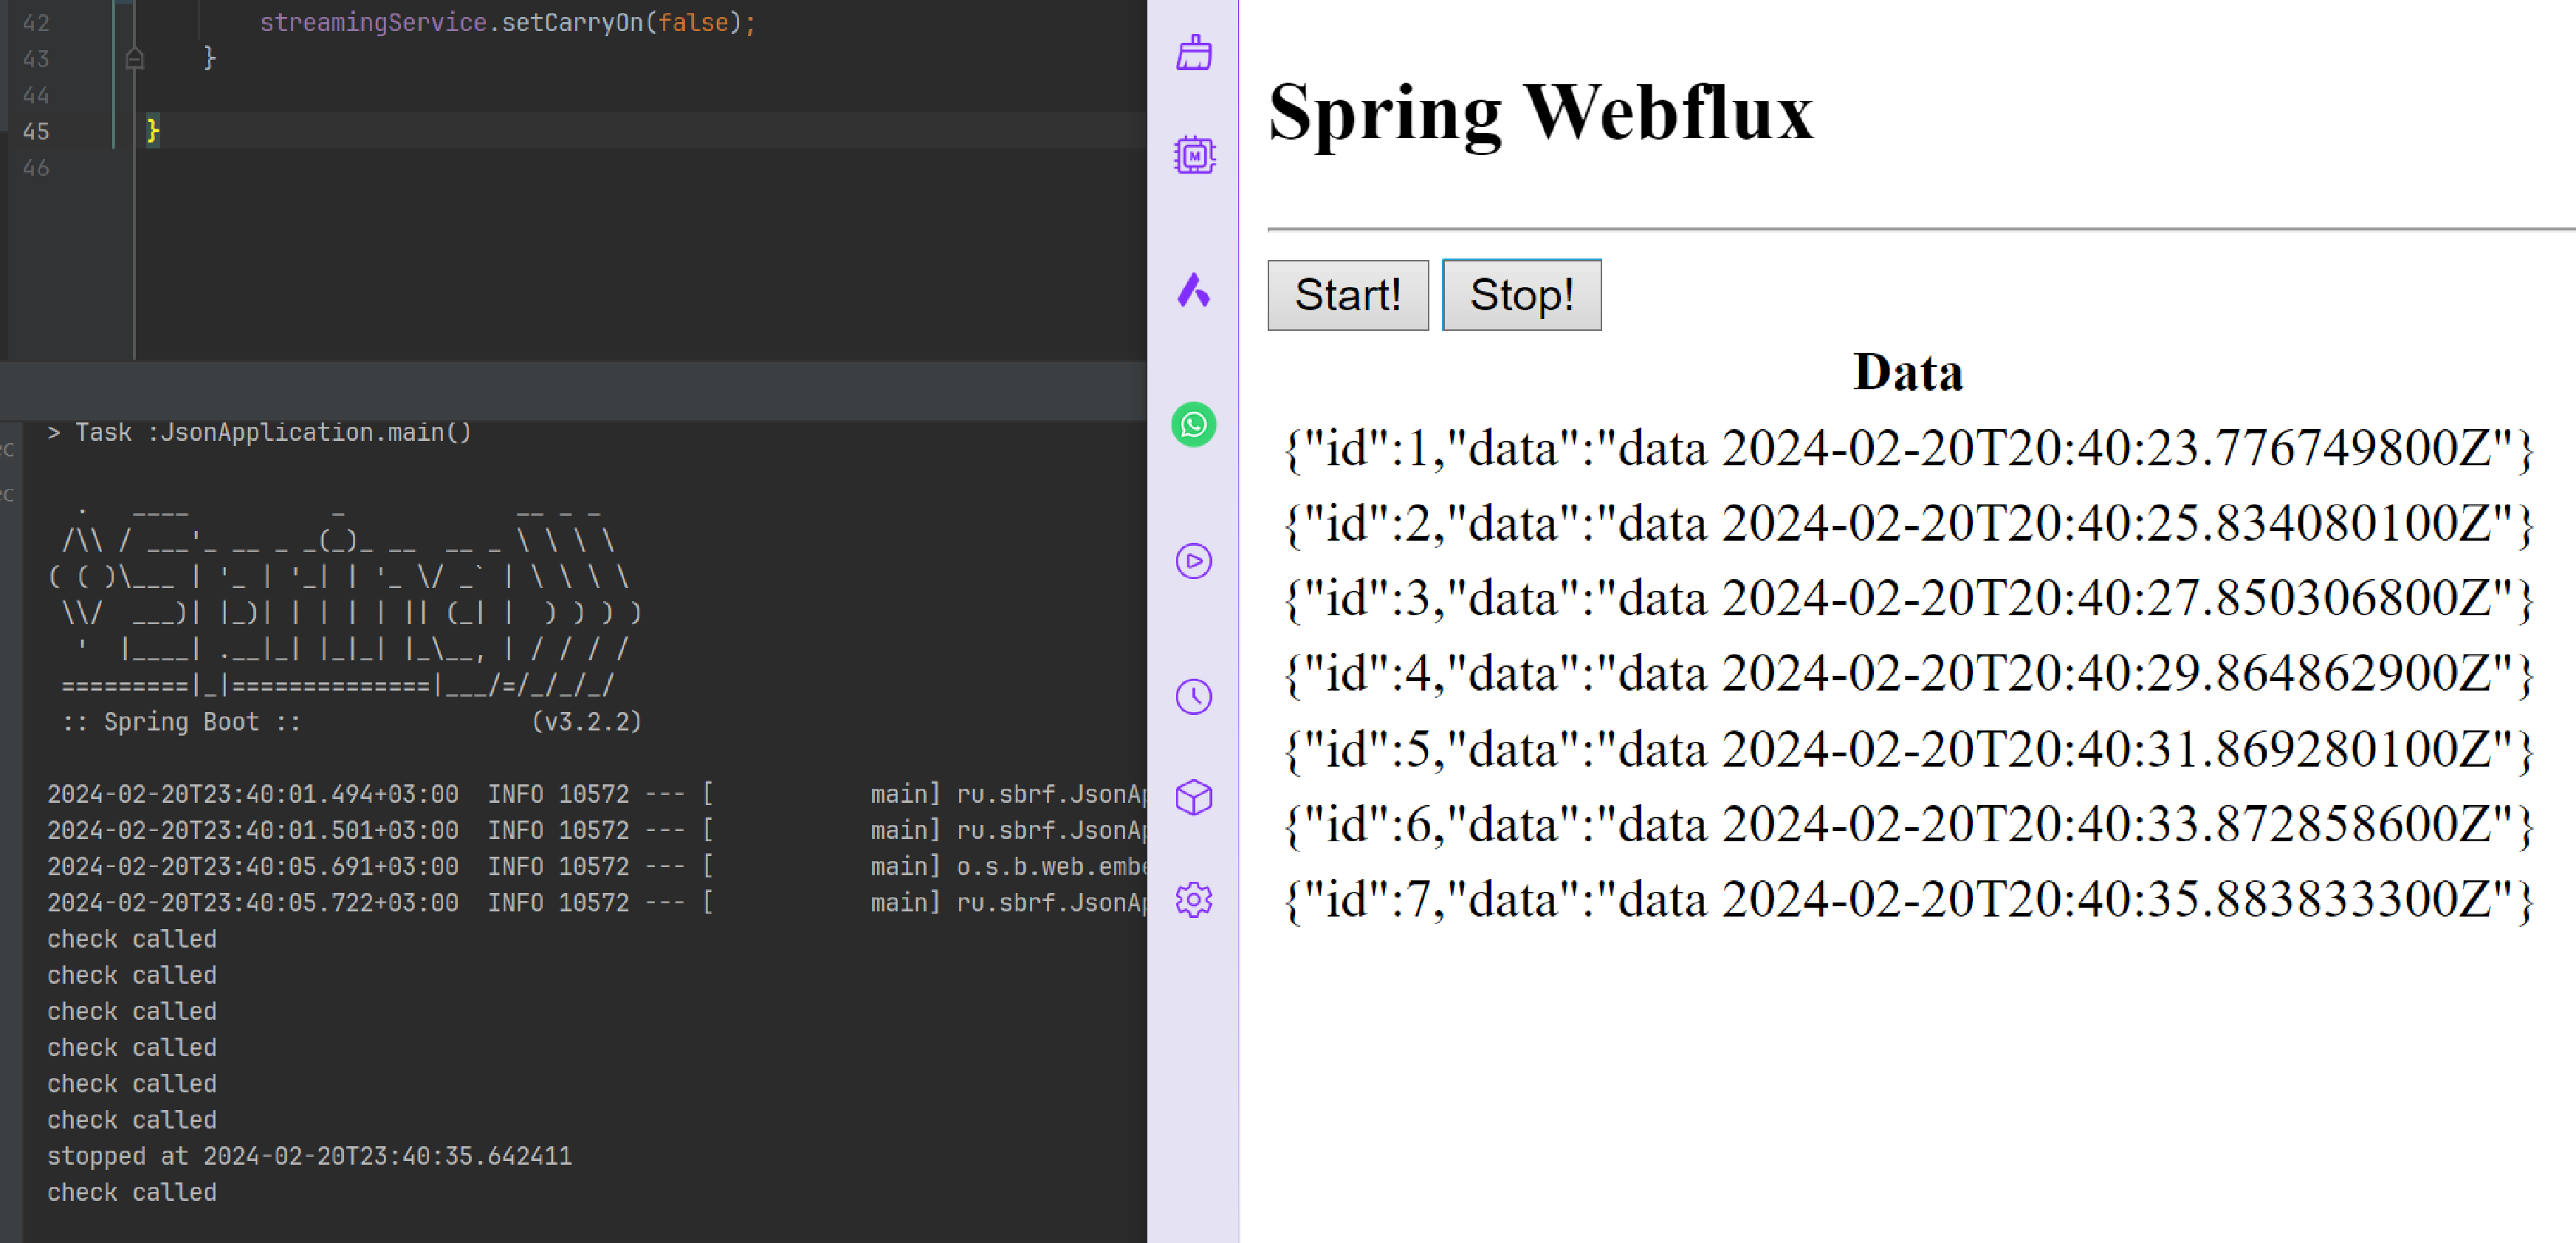 42 streamingService.setCarryOn(false);
43 }
44
45 }
46
> Task :JsonApplication.main()
  .   ____          _            __ _ _
 /\\ / ___'_ __ _ _(_)_ __  __ _ \ \ \ \
( ( )\___ | '_ | '_| | '_ \/ _` | \ \ \ \
 \\/  ___)| |_)| | | | | || (_| |  ) ) ) )
  '  |____| .__|_| |_|_| |_\__, | / / / /
 =========|_|==============|___/=/_/_/_/
 :: Spring Boot ::                (v3.2.2)
2024-02-20T23:40:01.494+03:00  INFO 10572 --- [           main] ru.sbrf.JsonAp
2024-02-20T23:40:01.501+03:00  INFO 10572 --- [           main] ru.sbrf.JsonAp
2024-02-20T23:40:05.691+03:00  INFO 10572 --- [           main] o.s.b.web.embe
2024-02-20T23:40:05.722+03:00  INFO 10572 --- [           main] ru.sbrf.JsonAp
check called
check called
check called
check called
check called
check called
stopped at 2024-02-20T23:40:35.642411
check called
Spring Webflux
Start! Stop!
Data
{"id":1,"data":"data 2024-02-20T20:40:23.776749800Z"}
{"id":2,"data":"data 2024-02-20T20:40:25.834080100Z"}
{"id":3,"data":"data 2024-02-20T20:40:27.850306800Z"}
{"id":4,"data":"data 2024-02-20T20:40:29.864862900Z"}
{"id":5,"data":"data 2024-02-20T20:40:31.869280100Z"}
{"id":6,"data":"data 2024-02-20T20:40:33.872858600Z"}
{"id":7,"data":"data 2024-02-20T20:40:35.883833300Z"}